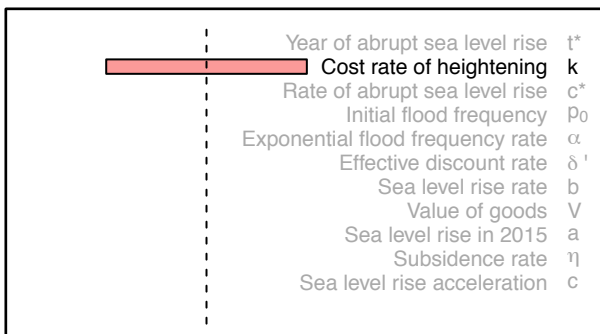 Year of abrupt sea level rise t*
Cost rate of heightening k
Rate of abrupt sea level rise c*
Initial flood frequency p₀
Exponential flood frequency rate α
Effective discount rate δ'
Sea level rise rate b
Value of goods V
Sea level rise in 2015 a
Subsidence rate η
Sea level rise acceleration c